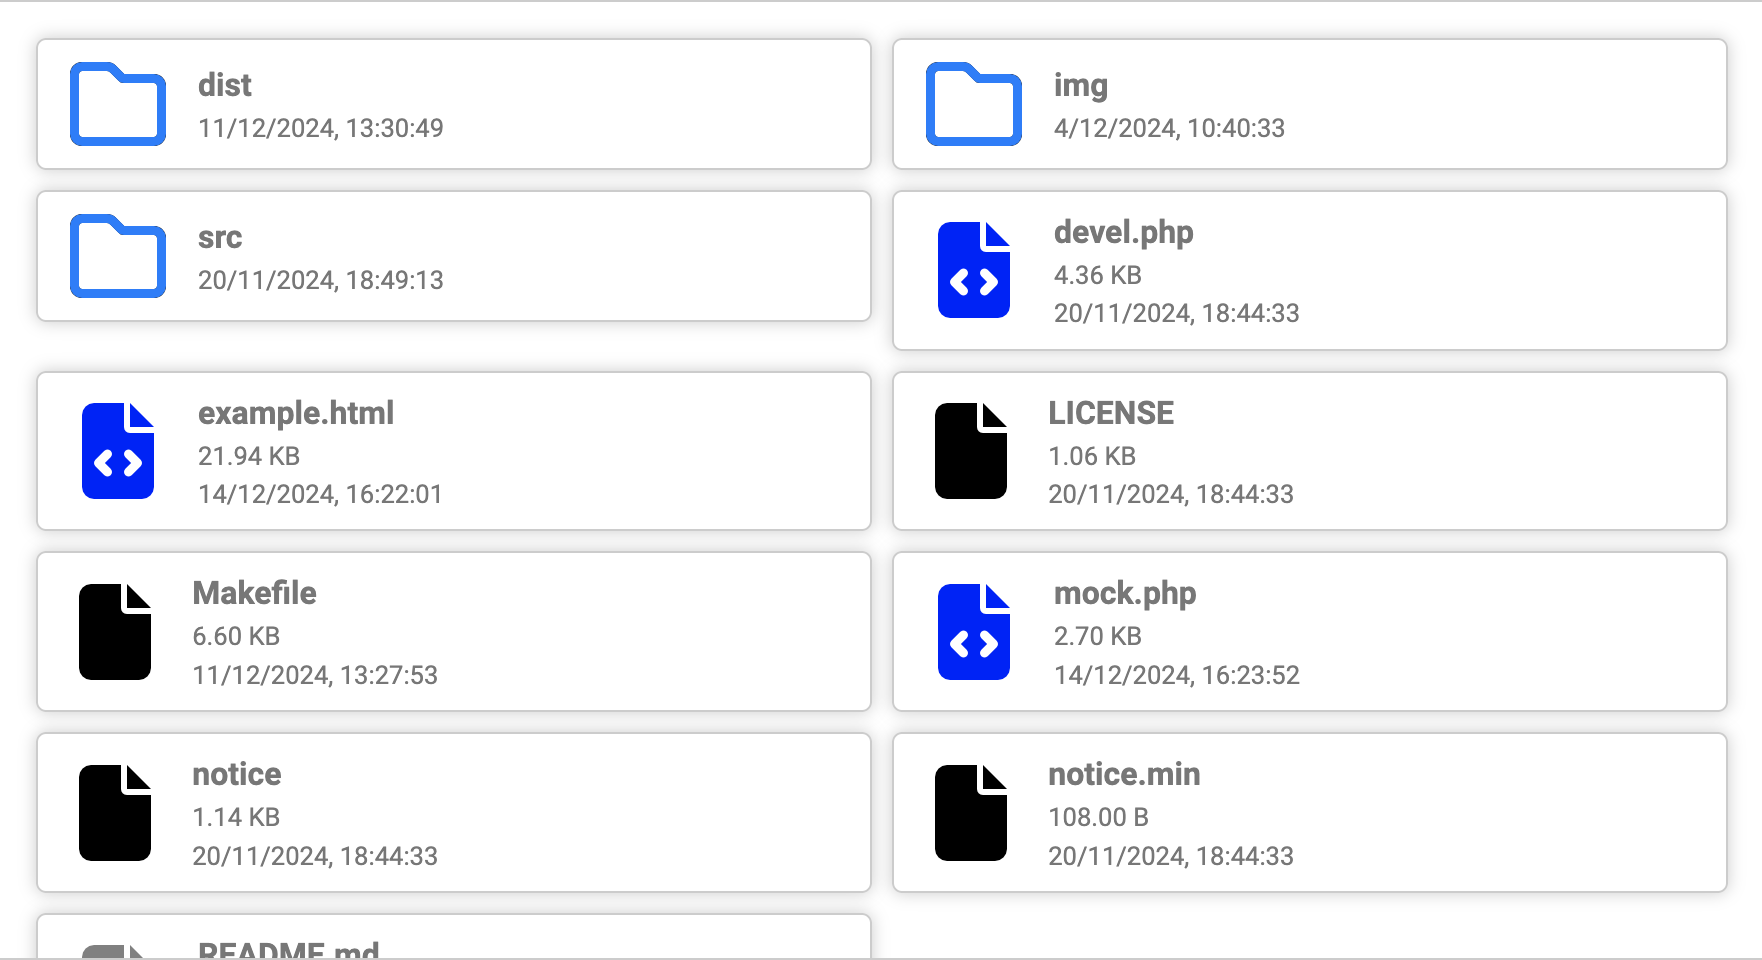 dist
11/12/2024, 13:30:49
img
4/12/2024, 10:40:33
src
20/11/2024, 18:49:13
devel.php
4.36 KB
20/11/2024, 18:44:33
example.html
21.94 KB
14/12/2024, 16:22:01
LICENSE
1.06 KB
20/11/2024, 18:44:33
Makefile
6.60 KB
11/12/2024, 13:27:53
mock.php
2.70 KB
14/12/2024, 16:23:52
notice
1.14 KB
20/11/2024, 18:44:33
notice.min
108.00 B
20/11/2024, 18:44:33
README.md